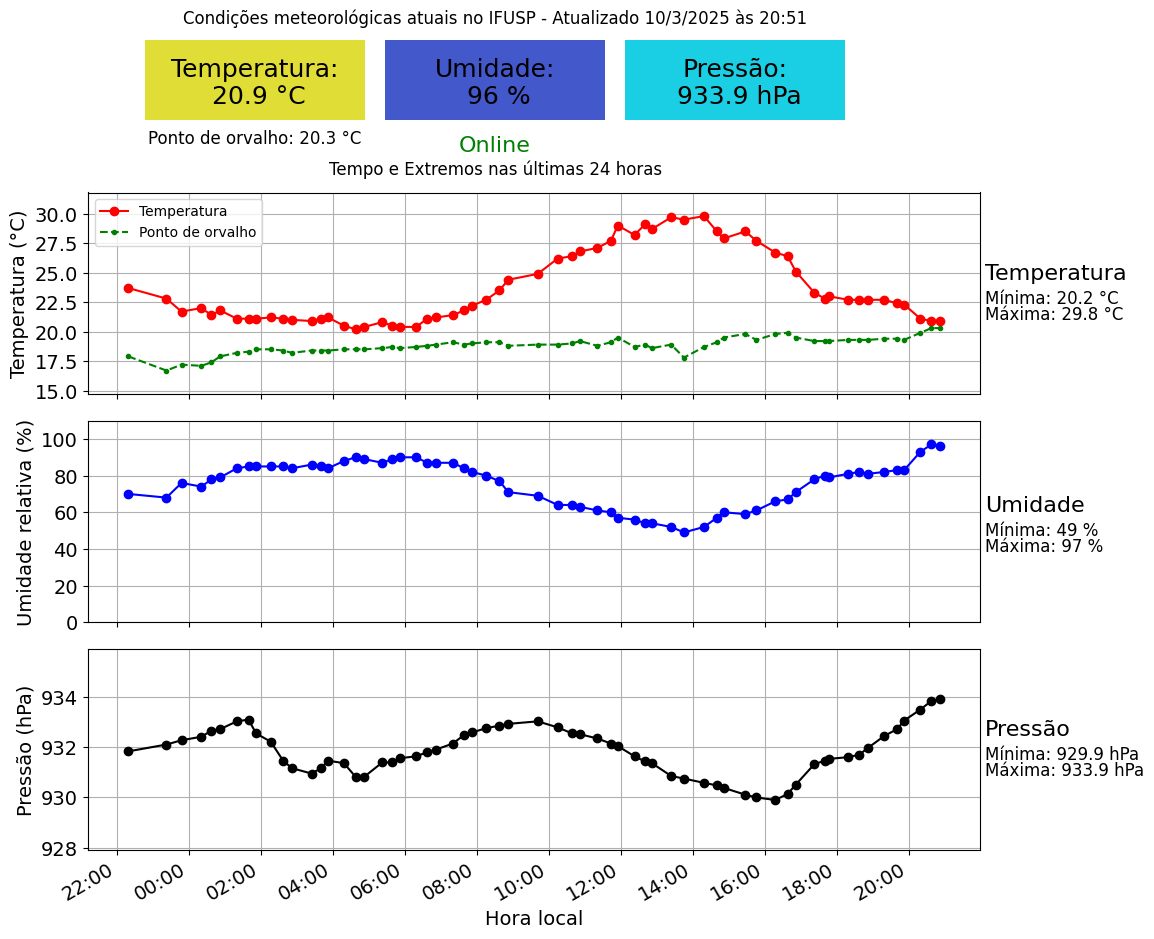 Condições meteorológicas atuais no IFUSP - Atualizado 10/3/2025 às 20:51
Temperatura:
20.9 °C
Umidade:
96 %
Pressão:
933.9 hPa
Ponto de orvalho: 20.3 °C
Online
Tempo e Extremos nas últimas 24 horas
Temperatura (°C)
30.0
27.5
25.0
22.5
20.0
17.5
15.0
Temperatura
Ponto de orvalho
Temperatura
Mínima: 20.2 °C
Máxima: 29.8 °C
Umidade relativa (%)
100
80
60
40
20
0
Umidade
Mínima: 49 %
Máxima: 97 %
Pressão (hPa)
934
932
930
928
Pressão
Mínima: 929.9 hPa
Máxima: 933.9 hPa
22:00
00:00
02:00
04:00
06:00
08:00
10:00
12:00
14:00
16:00
18:00
20:00
Hora local